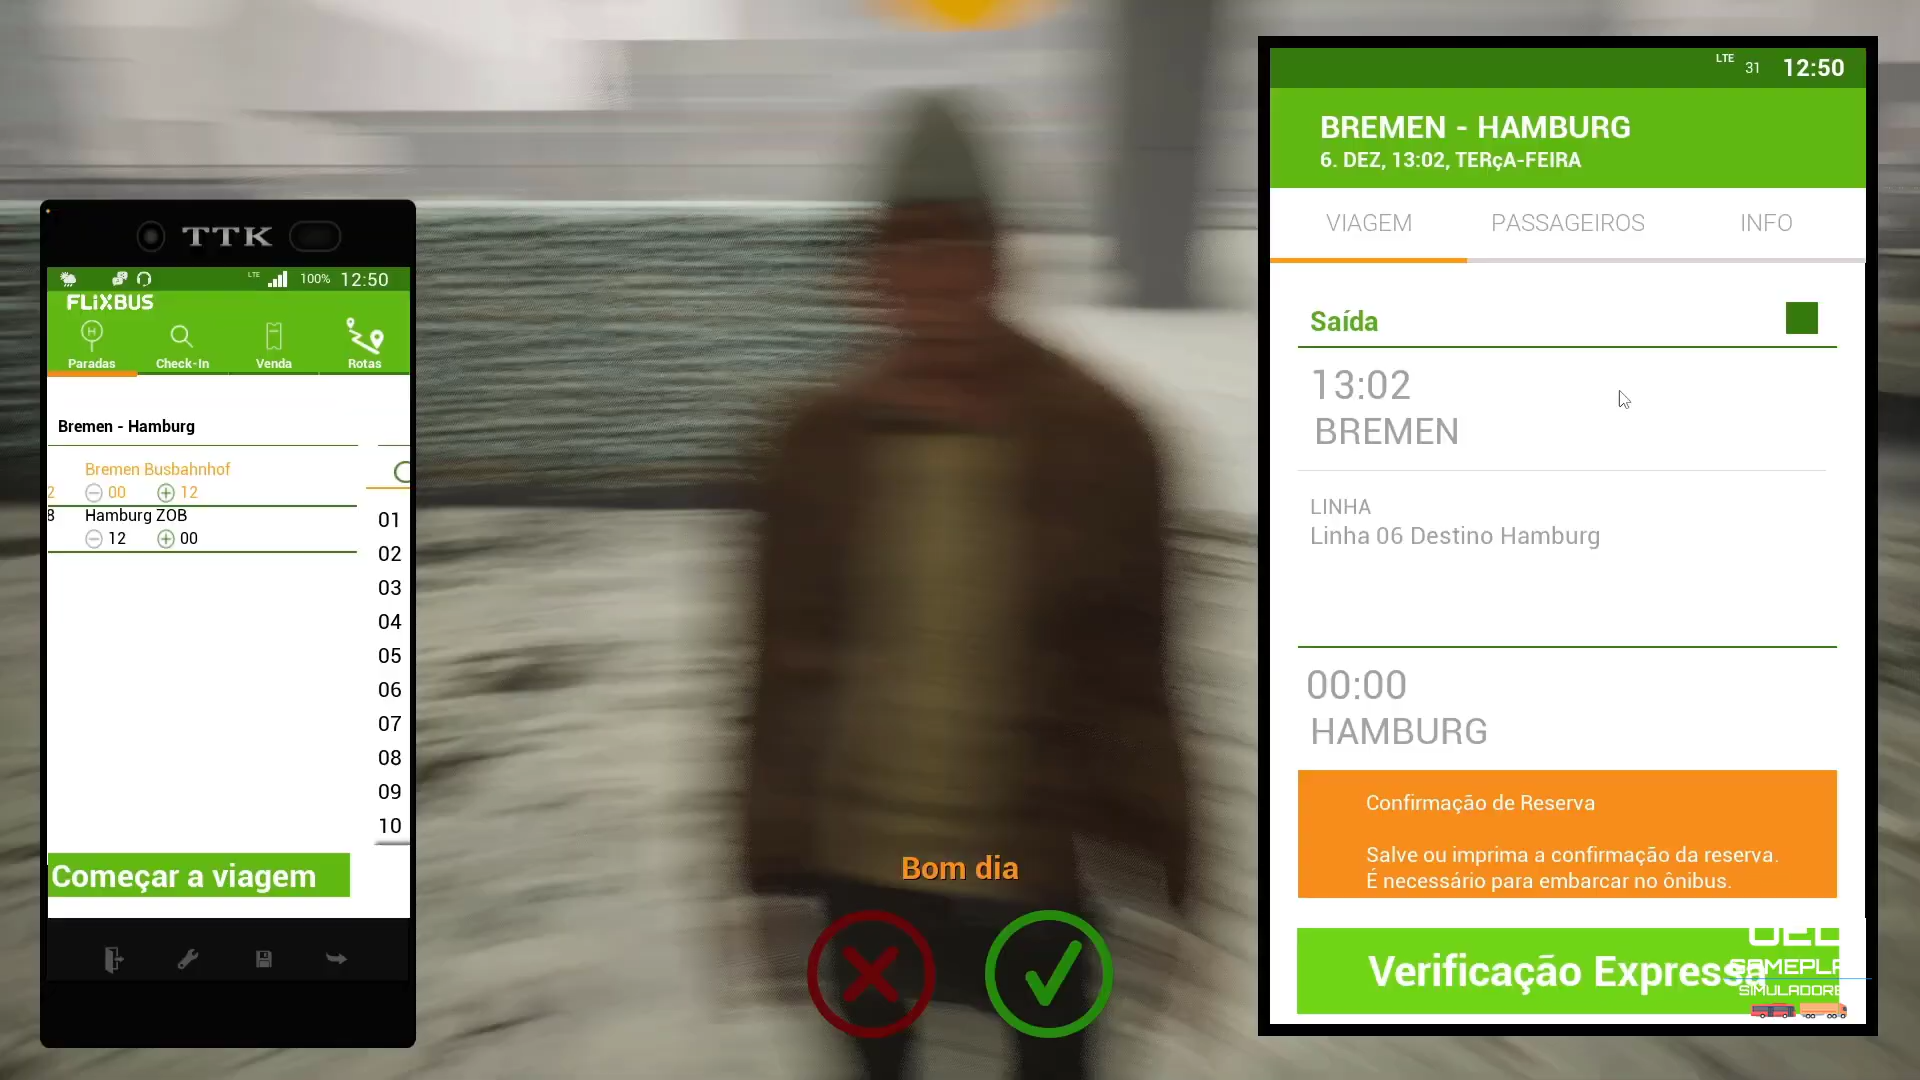 TTK
LTE 100% 12:50
FLiXBUS
H
Paradas Check-In Venda Rotas
Bremen - Hamburg
Bremen Busbahnhof
2 00 12
8 Hamburg ZOB
12 00
01
02
03
04
05
06
07
08
09
10
Começar a viagem
Bom dia
LTE 31 12:50
BREMEN - HAMBURG
6. DEZ, 13:02, TERçA-FEIRA
VIAGEM PASSAGEIROS INFO
Saída
13:02
BREMEN
LINHA
Linha 06 Destino Hamburg
00:00
HAMBURG
Confirmação de Reserva
Salve ou imprima a confirmação da reserva.
É necessário para embarcar no ônibus.
Verificação Expressa